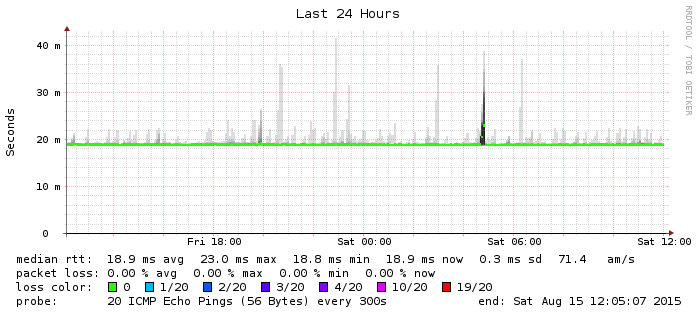 Last 24 Hours
RRDTOOL / TOBI OETIKER
Seconds
40 m
30 m
20 m
10 m
0
Fri 18:00 Sat 00:00 Sat 06:00 Sat 12:00
median rtt: 18.9 ms avg 23.0 ms max 18.8 ms min 18.9 ms now 0.3 ms sd 71.4 am/s
packet loss: 0.00 % avg 0.00 % max 0.00 % min 0.00 % now
loss color: 0 1/20 2/20 3/20 4/20 10/20 19/20
probe: 20 ICMP Echo Pings (56 Bytes) every 300s end: Sat Aug 15 12:05:07 2015